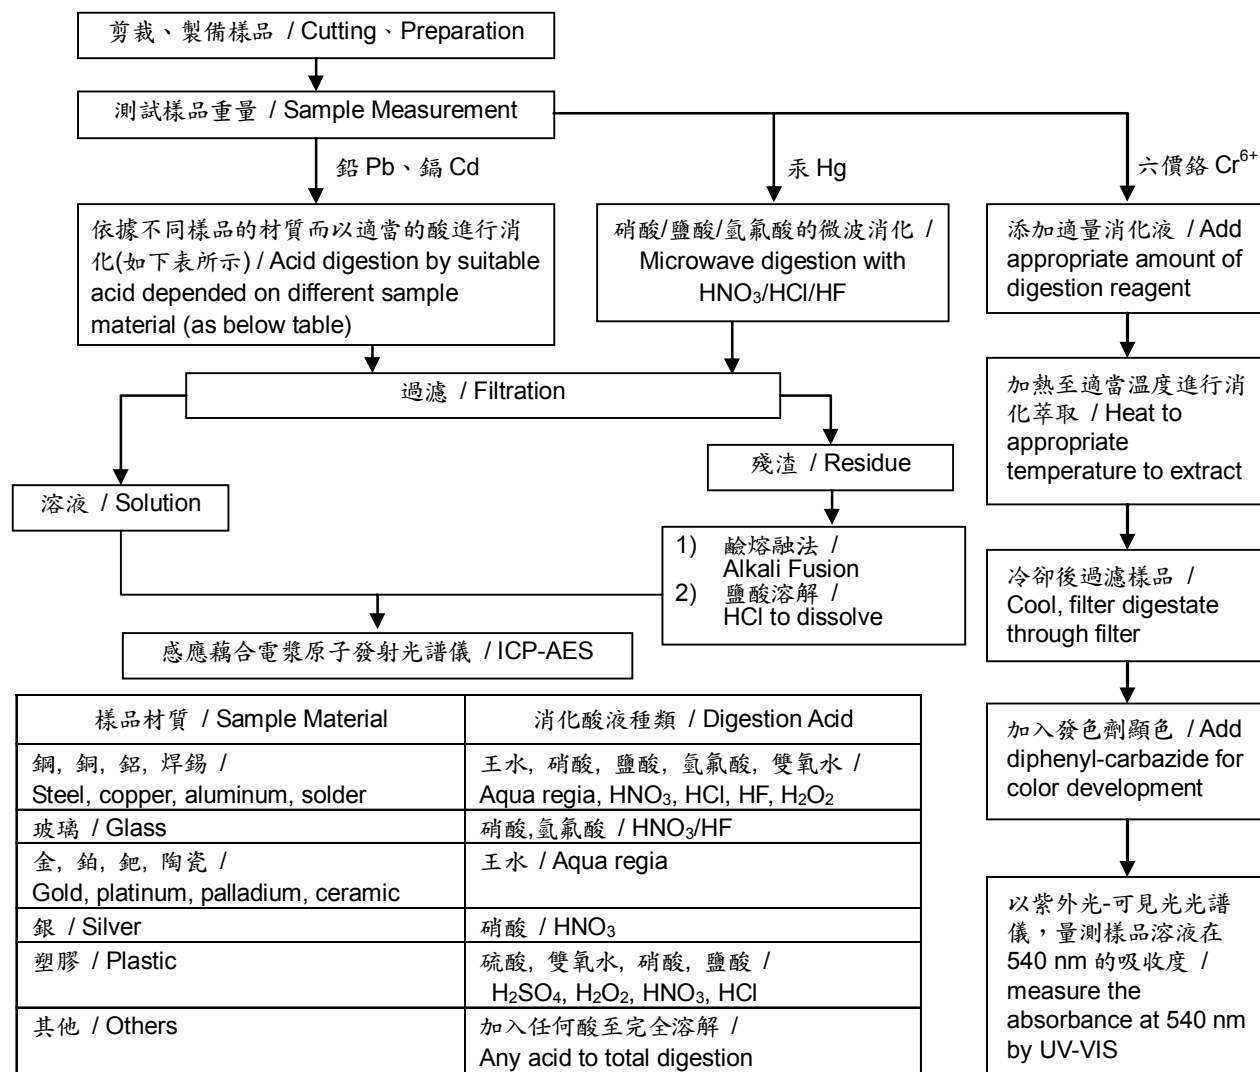 剪裁、製備樣品 / Cutting、Preparation
測試樣品重量 / Sample Measurement
鉛 Pb、鎘 Cd
汞 Hg
六價鉻 Cr⁶⁺
依據不同樣品的材質而以適當的酸進行消
化(如下表所示) / Acid digestion by suitable
acid depended on different sample
material (as below table)
硝酸/鹽酸/氫氟酸的微波消化 /
Microwave digestion with
HNO₃/HCl/HF
添加適量消化液 / Add
appropriate amount of
digestion reagent
過濾 / Filtration
加熱至適當溫度進行消
化萃取 / Heat to
appropriate
temperature to extract
殘渣 / Residue
溶液 / Solution
1) 鹼熔融法 /
Alkali Fusion
2) 鹽酸溶解 /
HCl to dissolve
冷卻後過濾樣品 /
Cool, filter digestate
through filter
感應藕合電漿原子發射光譜儀 / ICP-AES
加入發色劑顯色 / Add
diphenyl-carbazide for
color development
以紫外光-可見光光譜
儀，量測樣品溶液在
540 nm 的吸收度 /
measure the
absorbance at 540 nm
by UV-VIS
樣品材質 / Sample Material
消化酸液種類 / Digestion Acid
鋼, 銅, 鋁, 焊錫 /
Steel, copper, aluminum, solder
王水, 硝酸, 鹽酸, 氫氟酸, 雙氧水 /
Aqua regia, HNO₃, HCl, HF, H₂O₂
玻璃 / Glass
硝酸,氫氟酸 / HNO₃/HF
金, 鉑, 鈀, 陶瓷 /
Gold, platinum, palladium, ceramic
王水 / Aqua regia
銀 / Silver
硝酸 / HNO₃
塑膠 / Plastic
硫酸, 雙氧水, 硝酸, 鹽酸 /
H₂SO₄, H₂O₂, HNO₃, HCl
其他 / Others
加入任何酸至完全溶解 /
Any acid to total digestion